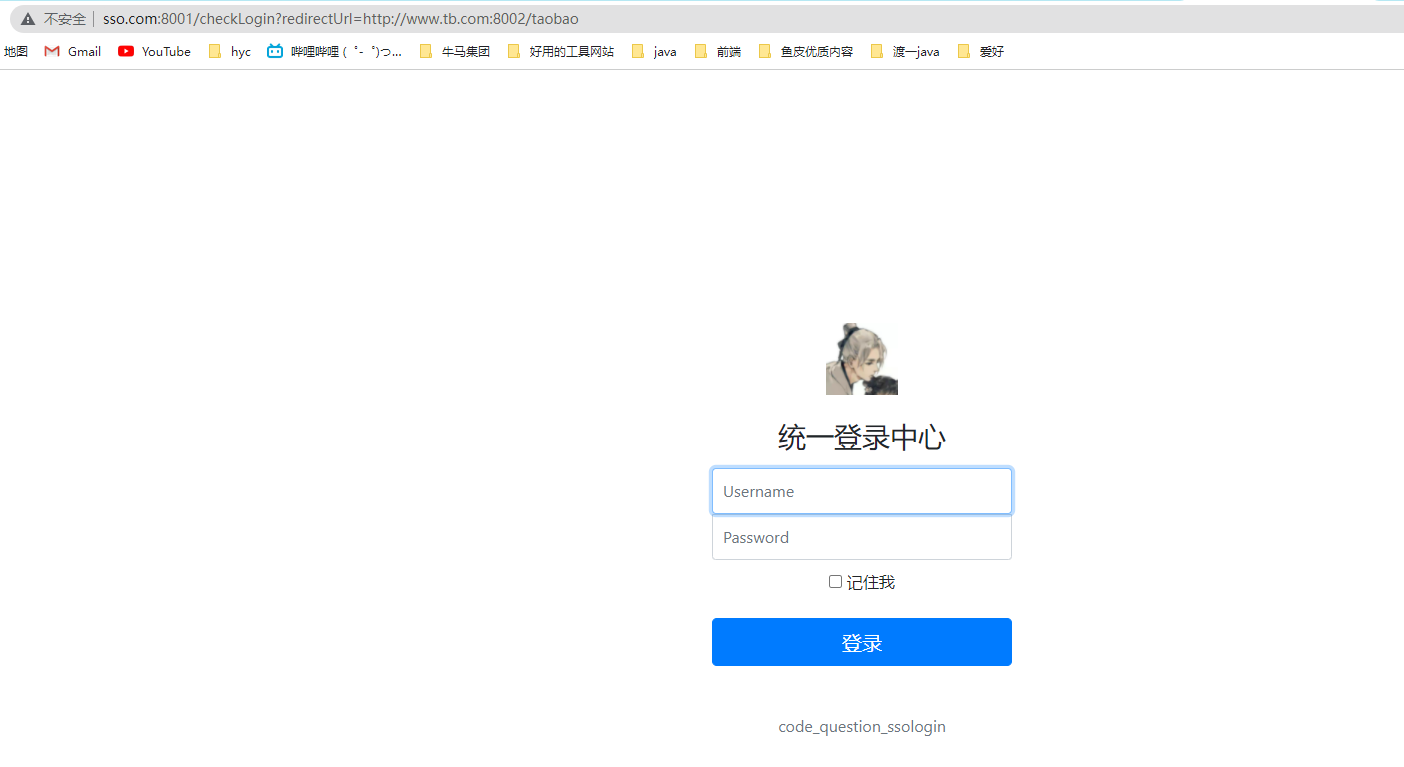 不安全 sso.com:8001/checkLogin?redirectUrl=http://www.tb.com:8002/taobao
地图 Gmail YouTube hyc 哔哩哔哩 (゜-゜)つ... 牛马集团 好用的工具网站 java 前端 鱼皮优质内容 渡一java 爱好
统一登录中心
Username
Password
记住我
登录
code_question_ssologin